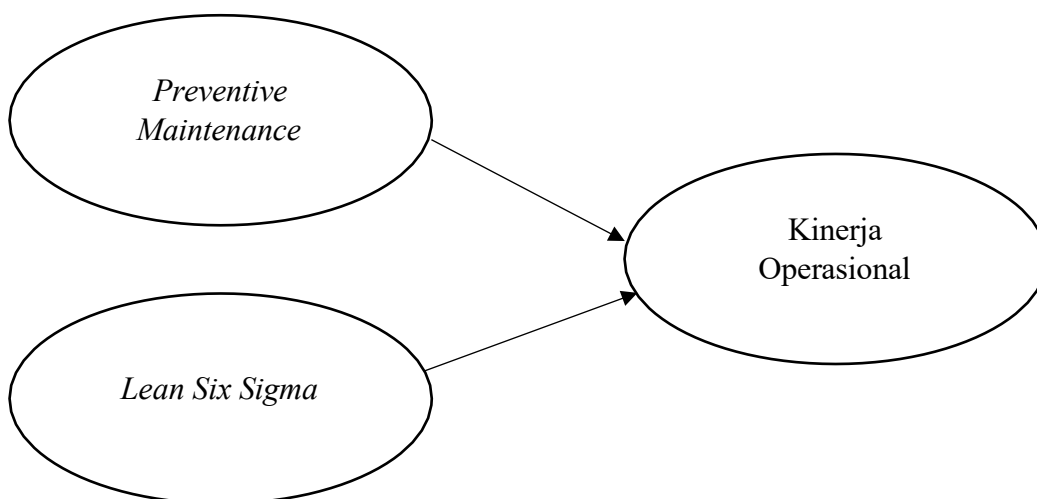 Preventive
Maintenance
Kinerja
Operasional
Lean Six Sigma